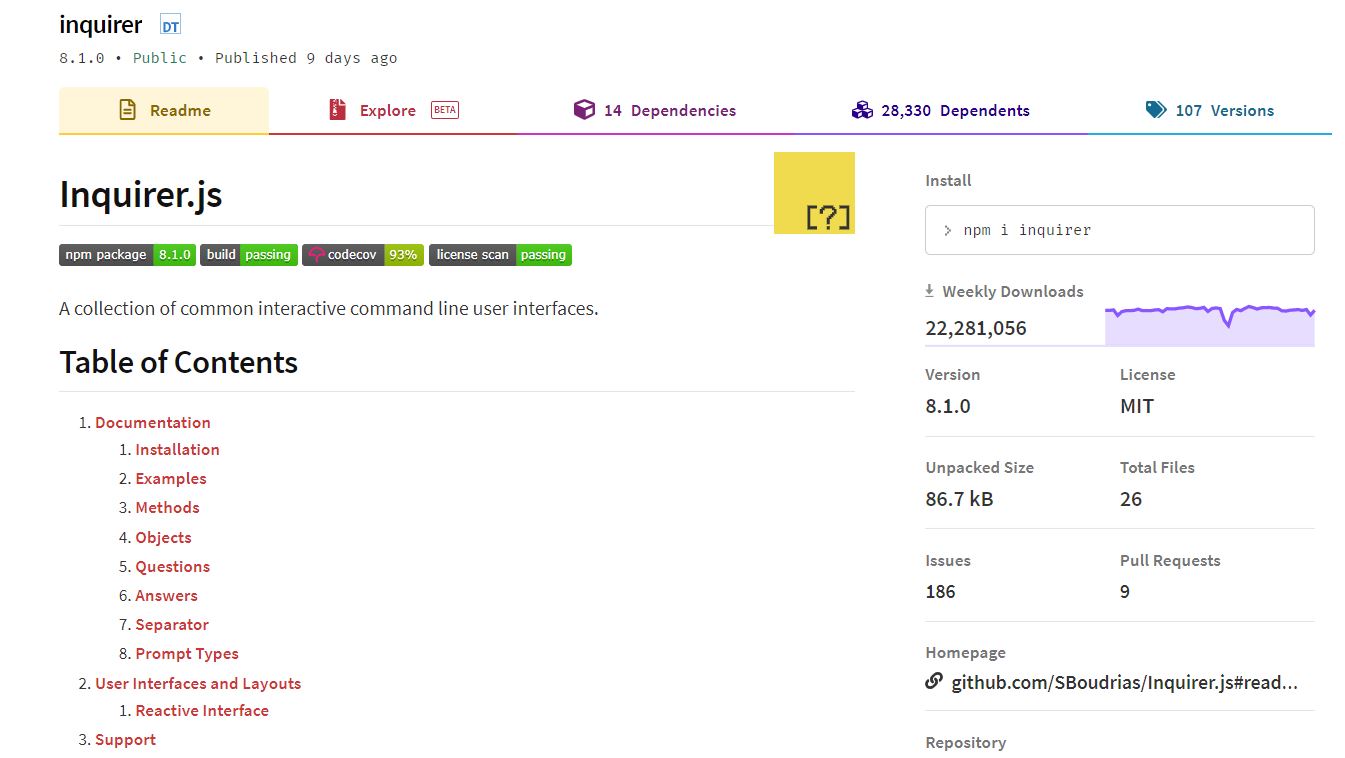 inquirer DT
8.1.0 • Public • Published 9 days ago
Readme
Explore BETA
14 Dependencies
28,330 Dependents
107 Versions
Inquirer.js
[?]
npm package 8.1.0 build passing codecov 93% license scan passing
A collection of common interactive command line user interfaces.
Table of Contents
1. Documentation
1. Installation
2. Examples
3. Methods
4. Objects
5. Questions
6. Answers
7. Separator
8. Prompt Types
2. User Interfaces and Layouts
1. Reactive Interface
3. Support
Install
> npm i inquirer
Weekly Downloads
22,281,056
Version
8.1.0
License
MIT
Unpacked Size
86.7 kB
Total Files
26
Issues
186
Pull Requests
9
Homepage
github.com/SBoudrias/Inquirer.js#read...
Repository